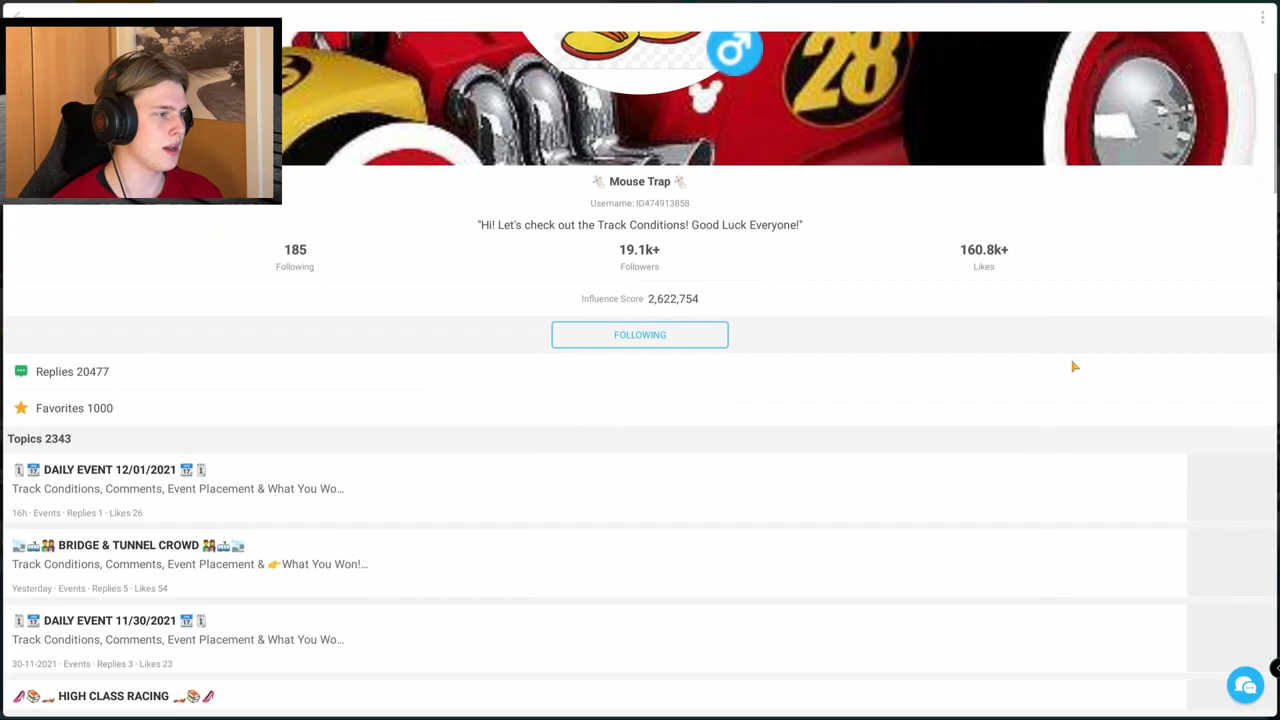 28
🐁 Mouse Trap 🐁
Username: ID474913858
"Hi! Let's check out the Track Conditions! Good Luck Everyone!"
185
Following
19.1k+
Followers
160.8k+
Likes
Influence Score 2,622,754
FOLLOWING
Replies 20477
Favorites 1000
Topics 2343
🗓️ 📆 DAILY EVENT 12/01/2021 📆 🗓️
Track Conditions, Comments, Event Placement & What You Wo...
16h · Events · Replies 1 · Likes 26
BRIDGE & TUNNEL CROWD
Track Conditions, Comments, Event Placement & 👉What You Won!...
Yesterday · Events · Replies 5 · Likes 54
🗓️ 📆 DAILY EVENT 11/30/2021 📆 🗓️
Track Conditions, Comments, Event Placement & What You Wo...
30-11-2021 · Events · Replies 3 · Likes 23
👠📚🏎️ HIGH CLASS RACING 🏎️📚👠